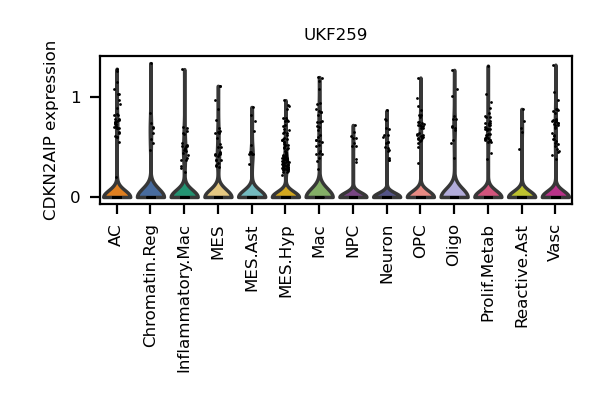 UKF259
CDKN2AIP expression
1
0
AC
Chromatin.Reg
Inflammatory.Mac
MES
MES.Ast
MES.Hyp
Mac
NPC
Neuron
OPC
Oligo
Prolif.Metab
Reactive.Ast
Vasc